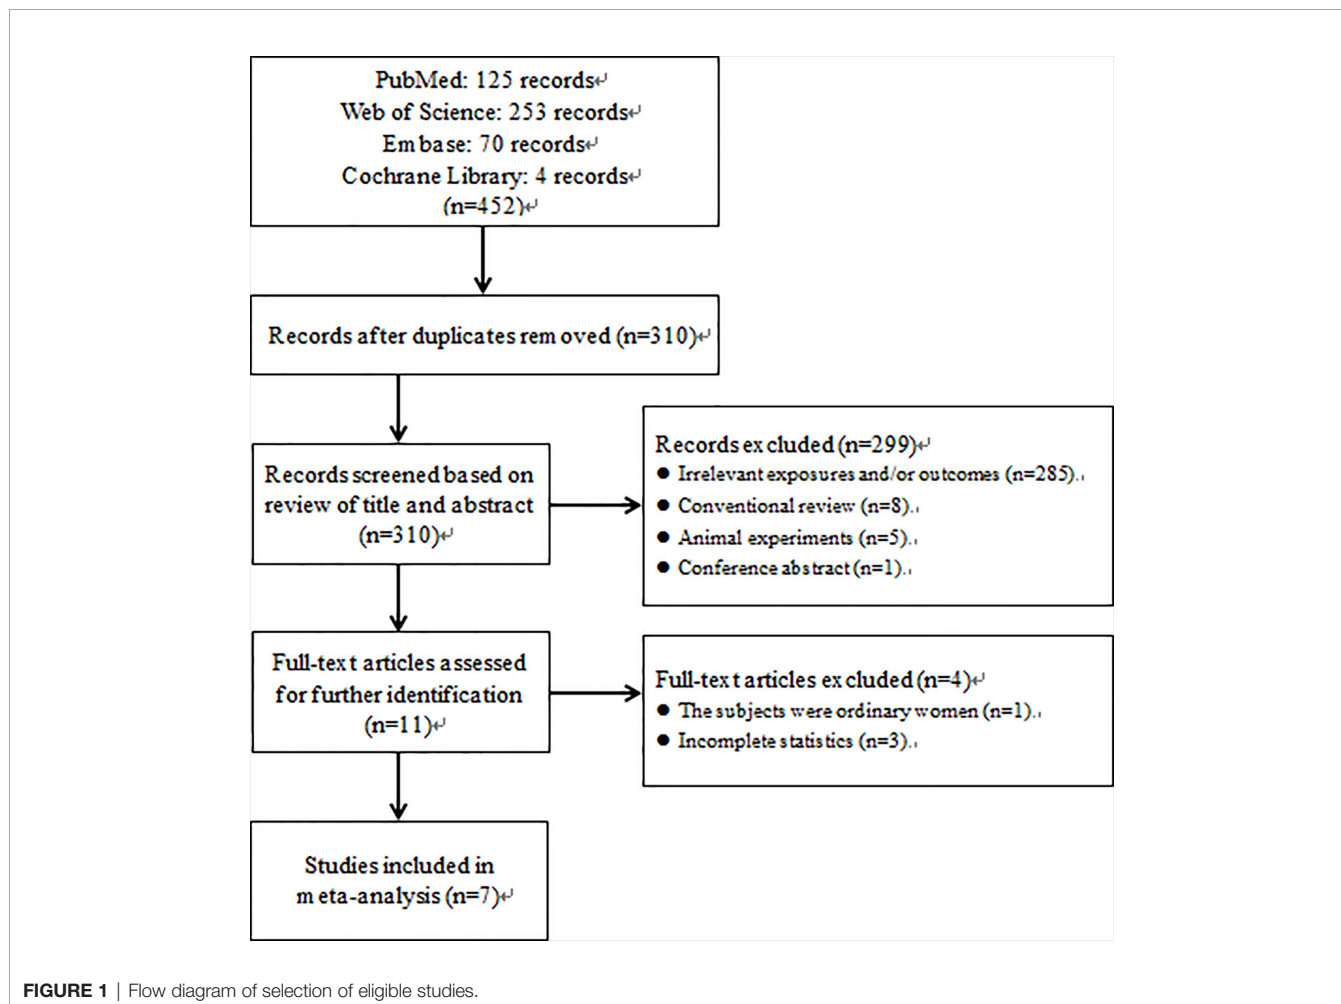 PubMed: 125 records↵
Web of Science: 253 records↵
Embase: 70 records↵
Cochrane Library: 4 records↵
(n=452)↵
Records after duplicates removed (n=310)↵
Records screened based on
review of title and abstract
(n=310)↵
Records excluded (n=299)↵
● Irrelevant exposures and/or outcomes (n=285).
● Conventional review (n=8).
● Animal experiments (n=5).
● Conference abstract (n=1).
Full-text articles assessed
for further identification
(n=11)↵
Full-text articles excluded (n=4)↵
● The subjects were ordinary women (n=1).
● Incomplete statistics (n=3).
Studies included in
meta-analysis (n=7)↵
FIGURE 1 | Flow diagram of selection of eligible studies.